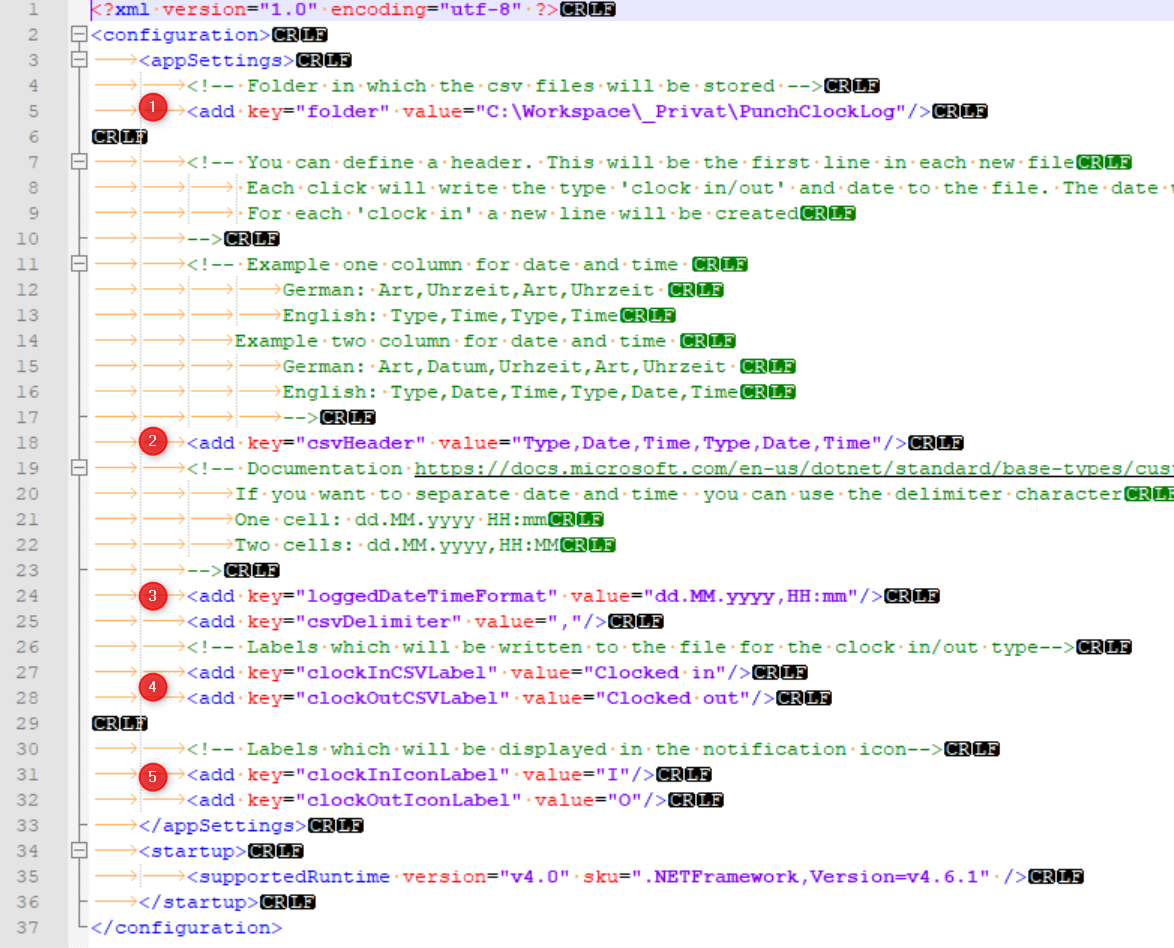 1 <?xml version="1.0" encoding="utf-8" ?>CRLF
2 <configuration>CRLF
3 <appSettings>CRLF
4 <!-- Folder in which the csv files will be stored -->CRLF
5 1 <add key="folder" value="C:\Workspace\_Privat\PunchClockLog"/>CRLF
6 CRLF
7 <!-- You can define a header. This will be the first line in each new fileCRLF
8 Each click will write the type 'clock in/out' and date to the file. The date
9 For each 'clock in' a new line will be createdCRLF
10 -->CRLF
11 <!-- Example one column for date and time CRLF
12 German: Art,Uhrzeit,Art,Uhrzeit CRLF
13 English: Type,Time,Type,TimeCRLF
14 Example two column for date and time CRLF
15 German: Art,Datum,Urhzeit,Art,Uhrzeit CRLF
16 English: Type,Date,Time,Type,Date,TimeCRLF
17 -->CRLF
18 2 <add key="csvHeader" value="Type,Date,Time,Type,Date,Time"/>CRLF
19 <!-- Documentation https://docs.microsoft.com/en-us/dotnet/standard/base-types/cus
20 If you want to separate date and time  you can use the delimiter characterCRLF
21 One cell: dd.MM.yyyy HH:mmCRLF
22 Two cells: dd.MM.yyyy,HH:MMCRLF
23 -->CRLF
24 3 <add key="loggedDateTimeFormat" value="dd.MM.yyyy,HH:mm"/>CRLF
25 <add key="csvDelimiter" value=","/>CRLF
26 <!-- Labels which will be written to the file for the clock in/out type-->CRLF
27 <add key="clockInCSVLabel" value="Clocked in"/>CRLF
4
28 <add key="clockOutCSVLabel" value="Clocked out"/>CRLF
29 CRLF
30 <!-- Labels which will be displayed in the notification icon-->CRLF
31 5 <add key="clockInIconLabel" value="I"/>CRLF
32 <add key="clockOutIconLabel" value="O"/>CRLF
33 </appSettings>CRLF
34 <startup>CRLF
35 <supportedRuntime version="v4.0" sku=".NETFramework,Version=v4.6.1" />CRLF
36 </startup>CRLF
37 </configuration>